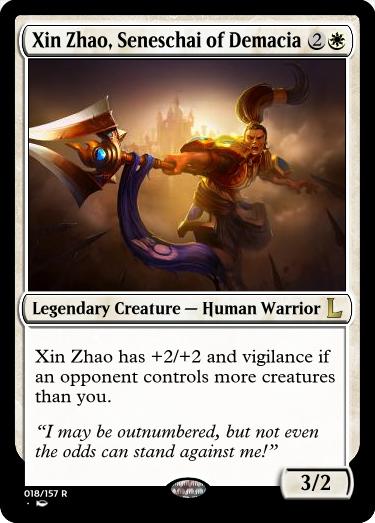 Xin Zhao, Seneschai of Demacia 2
Legendary Creature — Human Warrior L
Xin Zhao has +2/+2 and vigilance if
an opponent controls more creatures
than you.
“I may be outnumbered, but not even
the odds can stand against me!”
3/2
018/157 R